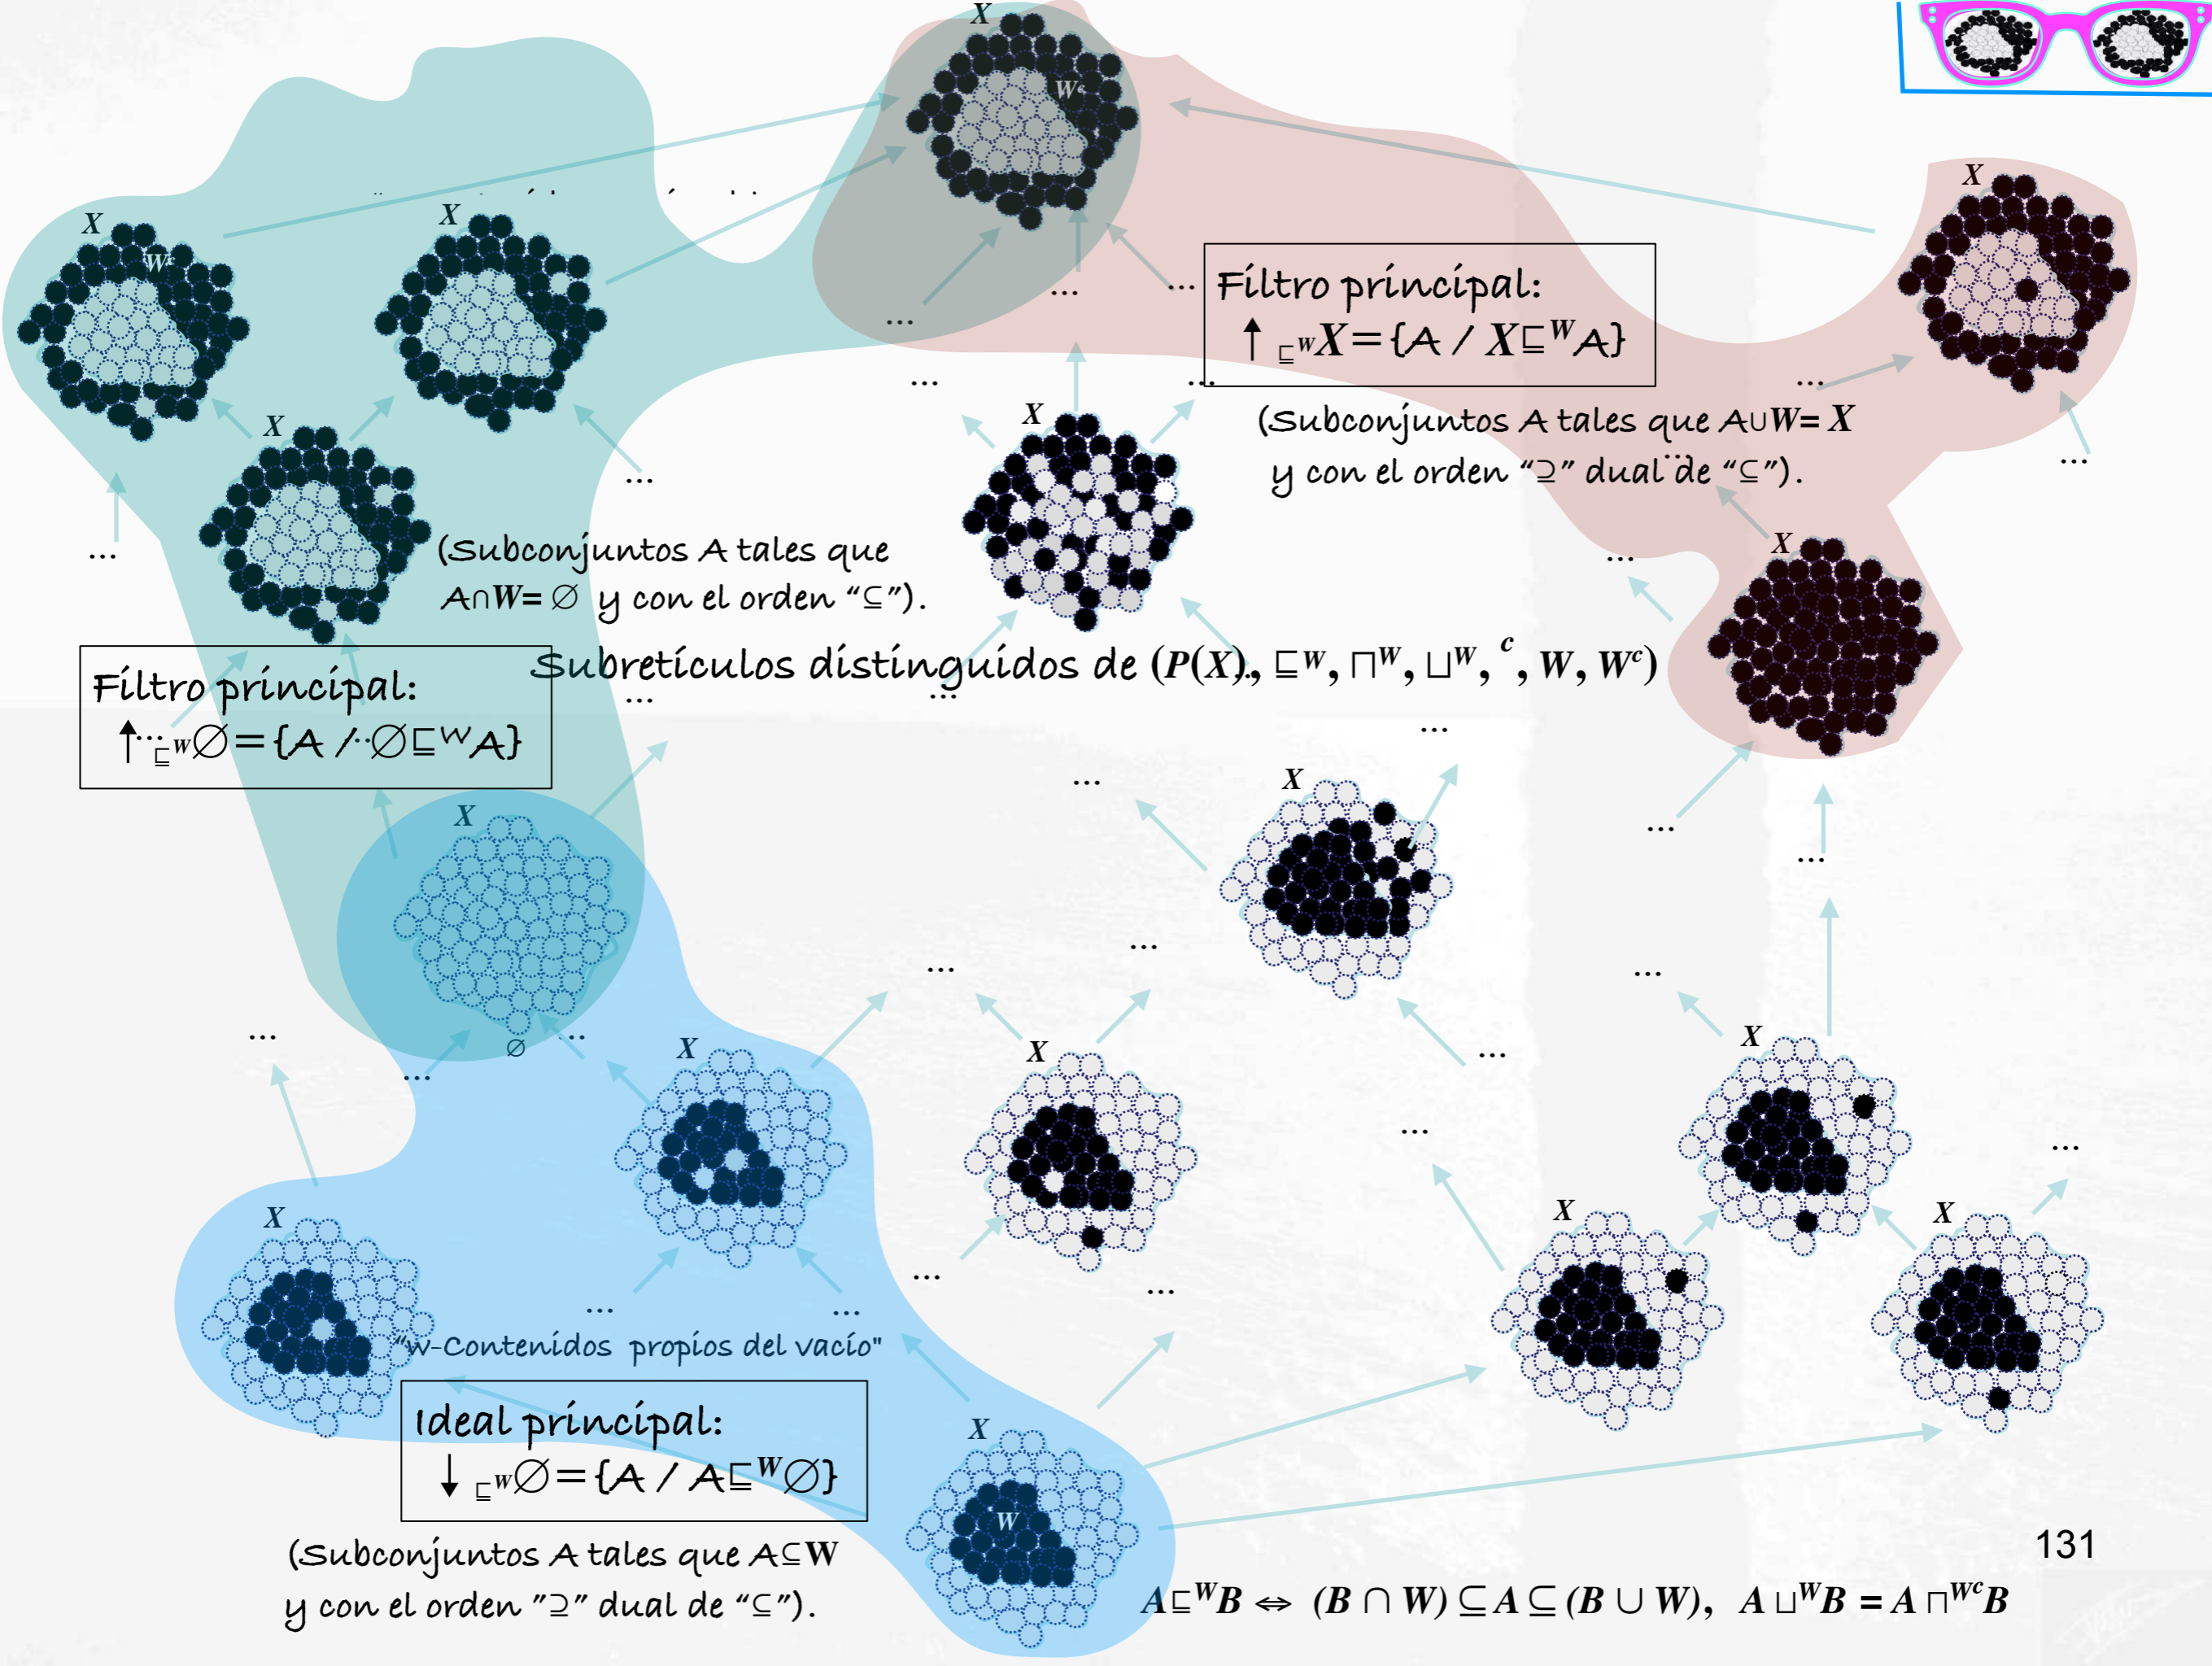 X
Wᶜ
X
X
Wᶜ
X
Filtro principal:
↑ ⊑ᵂX={A / X⊑ᵂA}
(Subconjuntos A tales que A∪W= X
y con el orden “⊇” dual de “⊆”).
X
X
(Subconjuntos A tales que
A∩W= ∅ y con el orden “⊆”).
X
Subretículos distinguidos de (P(X), ⊑ᵂ, ⊓ᵂ, ⊔ᵂ, ᶜ, W, Wᶜ)
Filtro principal:
↑ ⊑ᵂ∅={A / ∅⊑ᵂA}
X
X
∅
X
X
X
X
X
X
“w-Contenidos propios del vacío"
Ideal principal:
↓ ⊑ᵂ∅={A / A⊑ᵂ∅}
X
W
(Subconjuntos A tales que A⊆W
y con el orden ”⊇” dual de “⊆”).
131
A⊑ᵂB ⇔ (B ∩ W) ⊆ A ⊆ (B ∪ W), A ⊔ᵂB = A ⊓ᵂᶜB